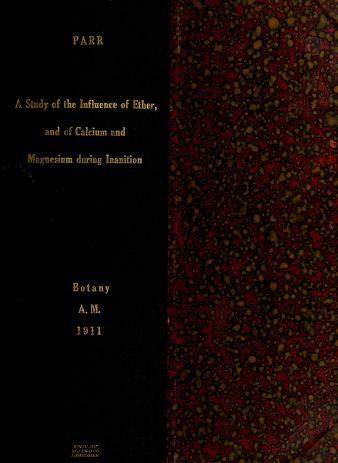 PARR
A Study of the Influence of Ether,
and of Calcium and
Magnesium during Inanition
Botany
A. M.
1911